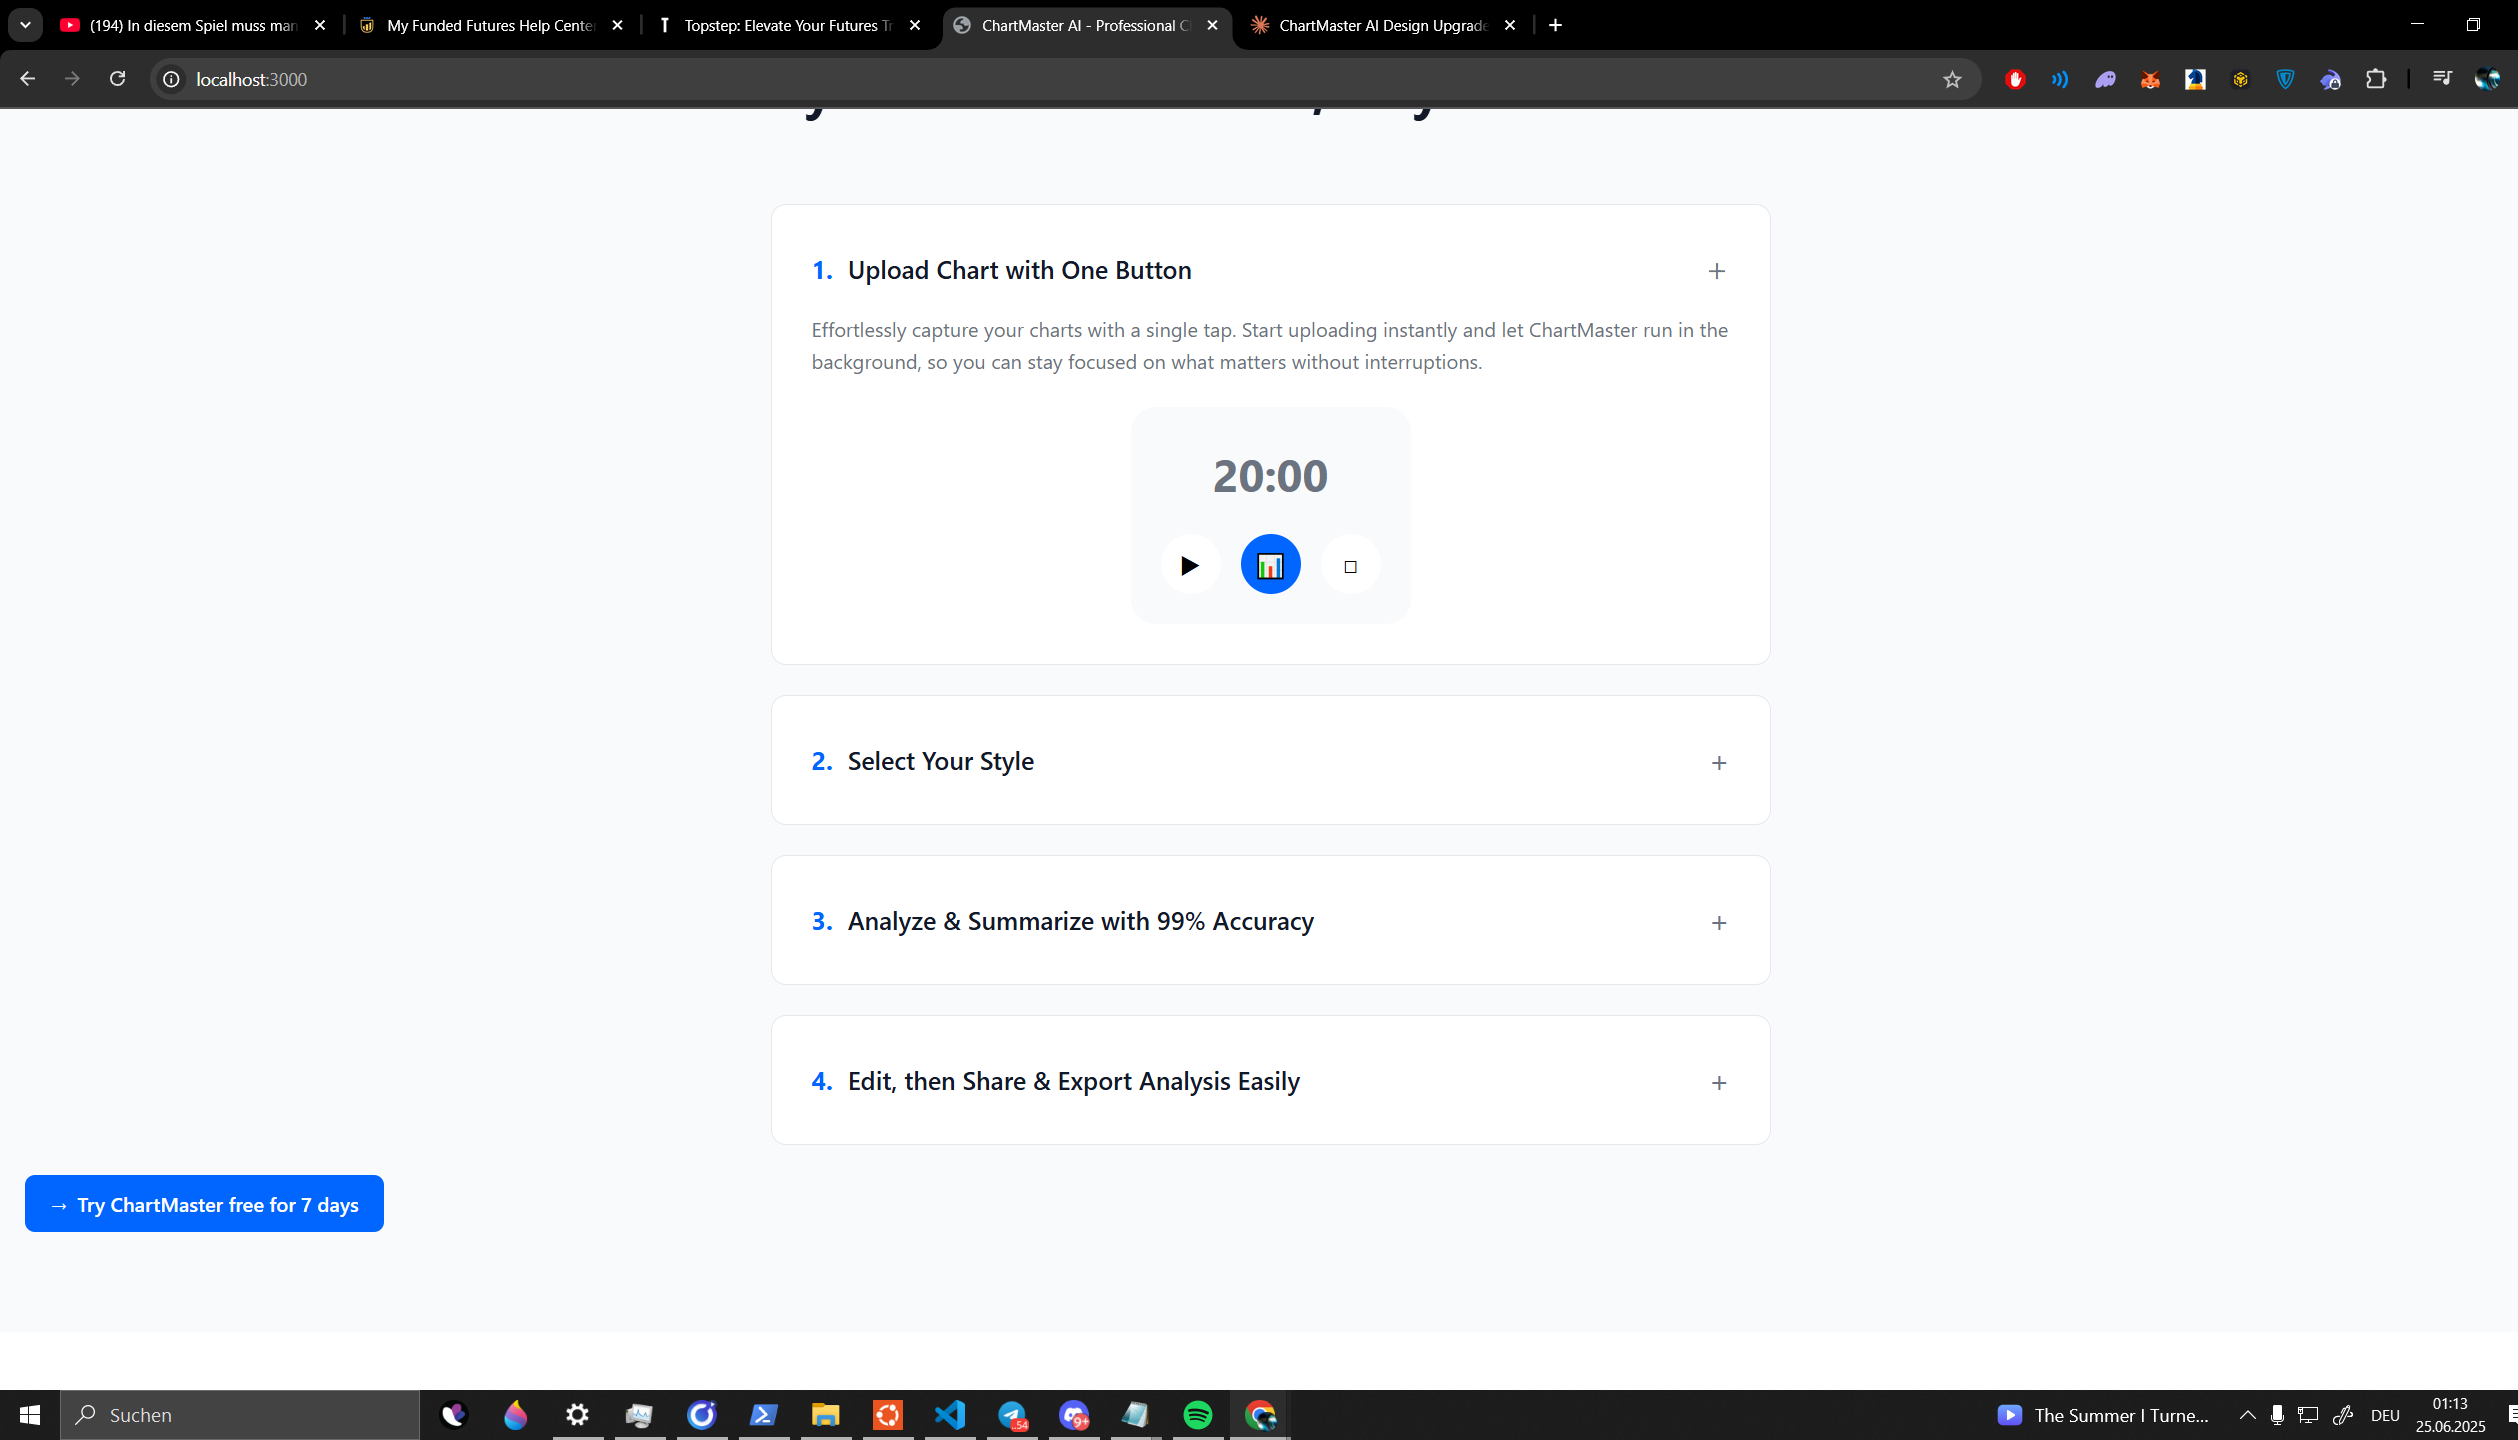 (194) In diesem Spiel muss man
My Funded Futures Help Center
Topstep: Elevate Your Futures Tr
ChartMaster AI - Professional C
ChartMaster AI Design Upgrade
localhost:3000
1. Upload Chart with One Button
Effortlessly capture your charts with a single tap. Start uploading instantly and let ChartMaster run in the
background, so you can stay focused on what matters without interruptions.
20:00
2. Select Your Style
3. Analyze & Summarize with 99% Accuracy
4. Edit, then Share & Export Analysis Easily
→ Try ChartMaster free for 7 days
Suchen
54
9+
The Summer I Turne...
DEU
01:13
25.06.2025